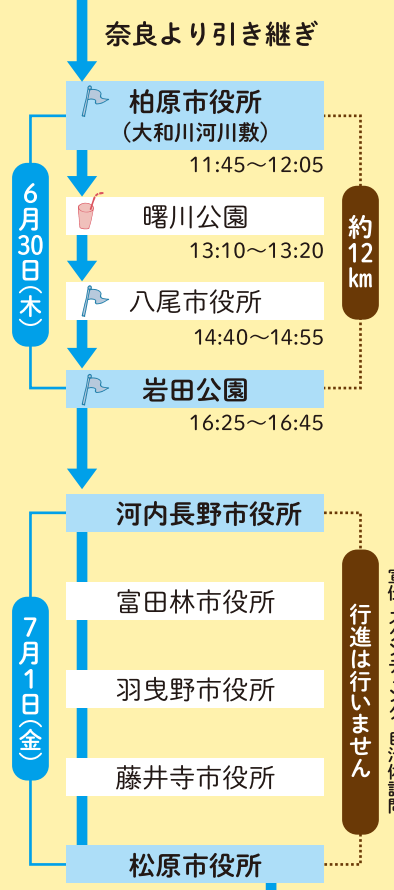 奈良より引き継ぎ
柏原市役所
（大和川河川敷）
11:45〜12:05
曙川公園
13:10〜13:20
八尾市役所
14:40〜14:55
岩田公園
16:25〜16:45
6月30日（木）
約12km
河内長野市役所
富田林市役所
羽曳野市役所
藤井寺市役所
松原市役所
7月1日（金）
行進は行いません